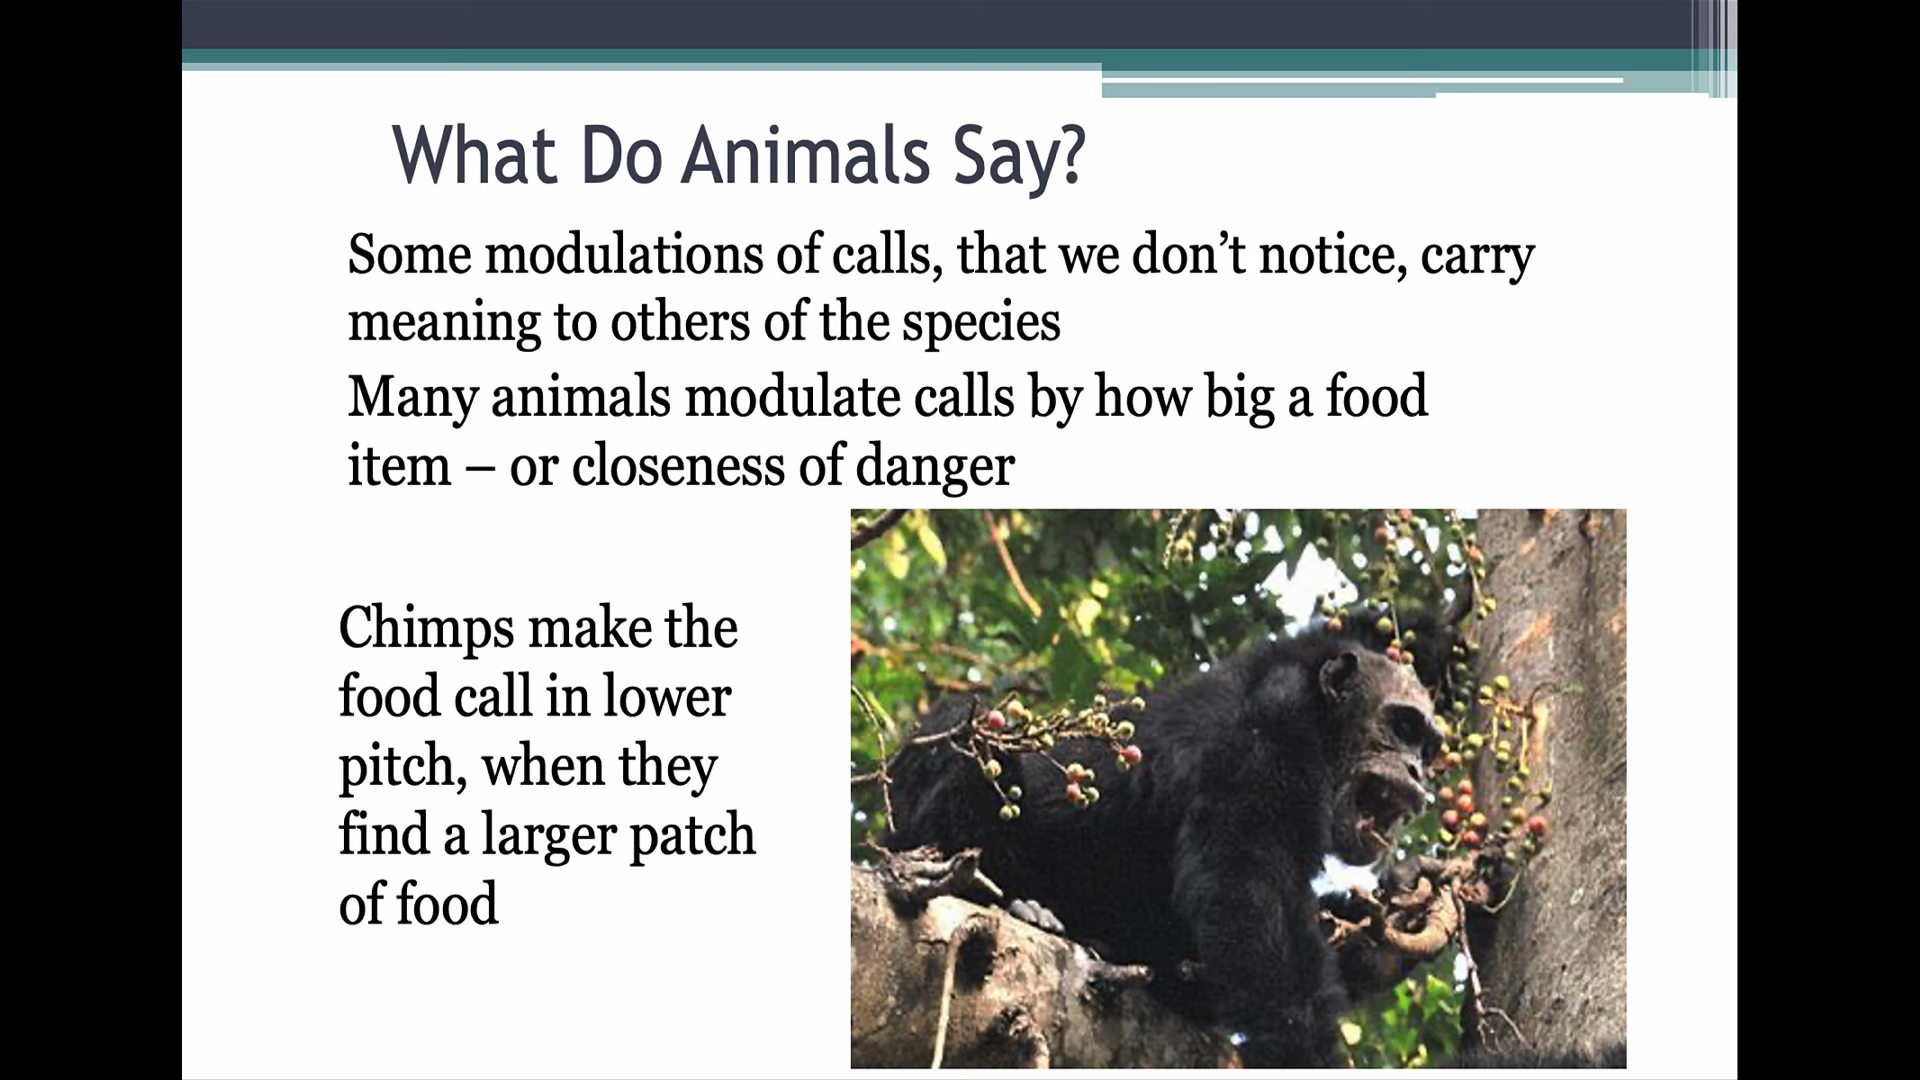 What Do Animals Say?
Some modulations of calls, that we don’t notice, carry
meaning to others of the species
Many animals modulate calls by how big a food
item – or closeness of danger
Chimps make the
food call in lower
pitch, when they
find a larger patch
of food